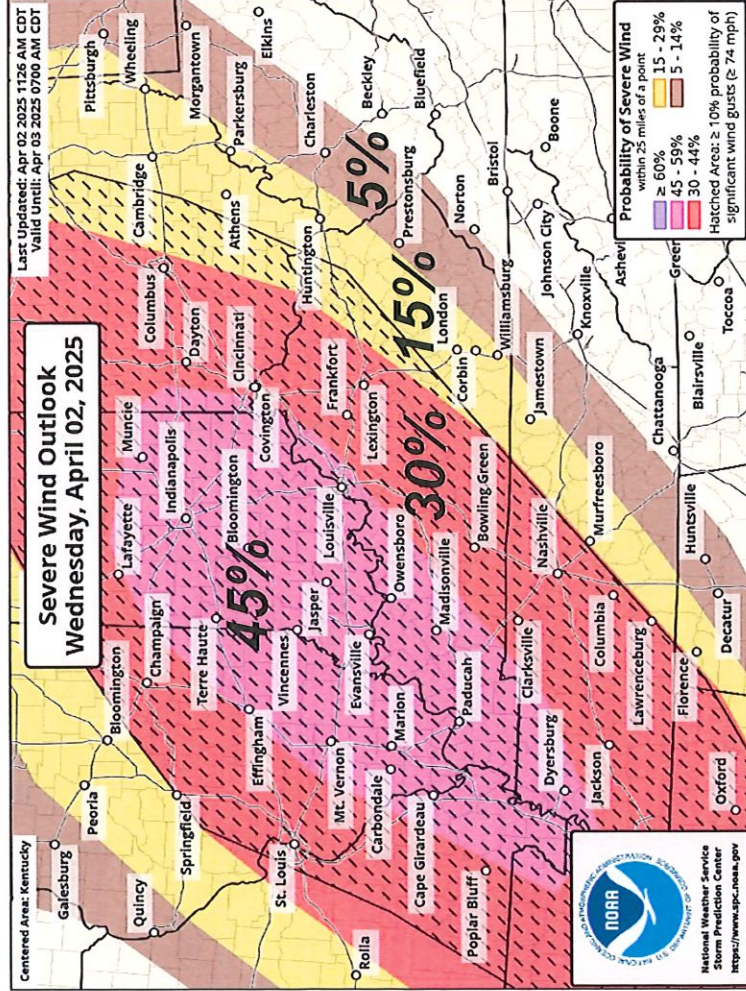 Centered Area: Kentucky
Severe Wind Outlook
Wednesday, April 02, 2025
Last Updated: Apr 02 2025 1126 AM CDT
Valid Until: Apr 03 2025 0700 AM CDT
Galesburg
Peoria
Bloomington
Lafayette
Muncie
Pittsburgh
Wheeling
Quincy
Springfield
Champaign
Indianapolis
Columbus
Cambridge
Morgantown
Elkins
Terre Haute
Dayton
Athens
Parkersburg
Effingham
45%
Bloomington
Cincinnati
Covington
St. Louis
Vincennes
Jasper
Louisville
Frankfort
Huntington
Charleston
Rolla
Mt. Vernon
Evansville
Lexington
5%
Beckley
Carbondale
Marion
Owensboro
30%
15%
Prestonsburg
Bluefield
Cape Girardeau
Paducah
Madisonville
London
Corbin
Norton
Poplar Bluff
Bowling Green
Williamsburg
Bristol
Clarksville
Jamestown
Johnson City
Boone
Dyersburg
Nashville
Knoxville
Jackson
Columbia
Murfreesboro
Ashevi
Lawrenceburg
Chattanooga
Green
Florence
Huntsville
Blairsville
Toccoa
Oxford
Decatur
NOAA
National Weather Service
Storm Prediction Center
https://www.spc.noaa.gov
Probability of Severe Wind
within 25 miles of a point
≥ 60%
15 - 29%
45 - 59%
5 - 14%
30 - 44%
Hatched Area: ≥ 10% probability of
significant wind gusts (≥ 74 mph)